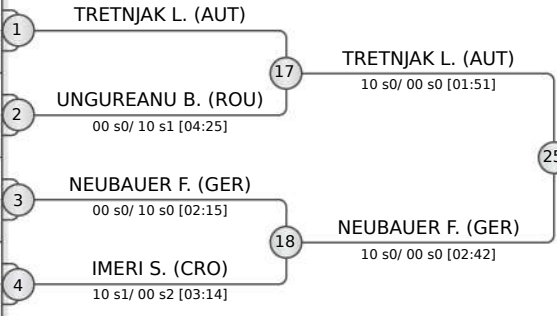 TRETNJAK L. (AUT)
1
17
TRETNJAK L. (AUT)
10 s0/ 00 s0 [01:51]
UNGUREANU B. (ROU)
2
00 s0/ 10 s1 [04:25]
25
NEUBAUER F. (GER)
3
00 s0/ 10 s0 [02:15]
18
NEUBAUER F. (GER)
10 s0/ 00 s0 [02:42]
IMERI S. (CRO)
4
10 s1/ 00 s2 [03:14]